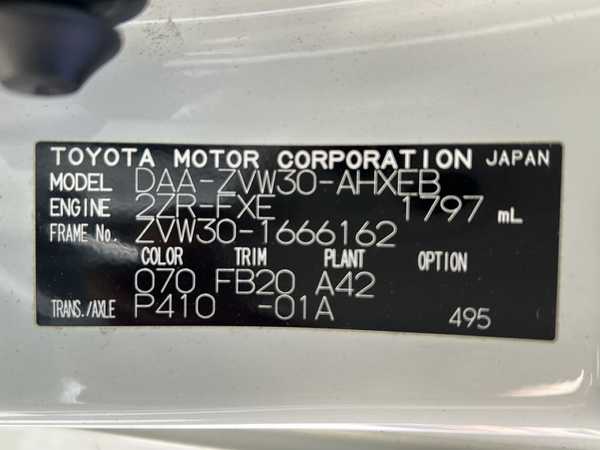 TOYOTA MOTOR CORPORATION JAPAN
MODEL DAA-ZVW30-AHXEB
ENGINE 2ZR-FXE 1797 mL
FRAME No. ZVW30-1666162
COLOR TRIM PLANT OPTION
070 FB20 A42
TRANS./AXLE P410 -01A 495